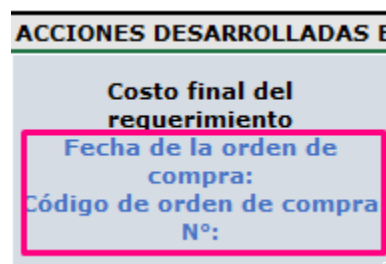 ACCIONES DESARROLLADAS E
Costo final del
requerimiento
Fecha de la orden de
compra:
Código de orden de compra
N°: